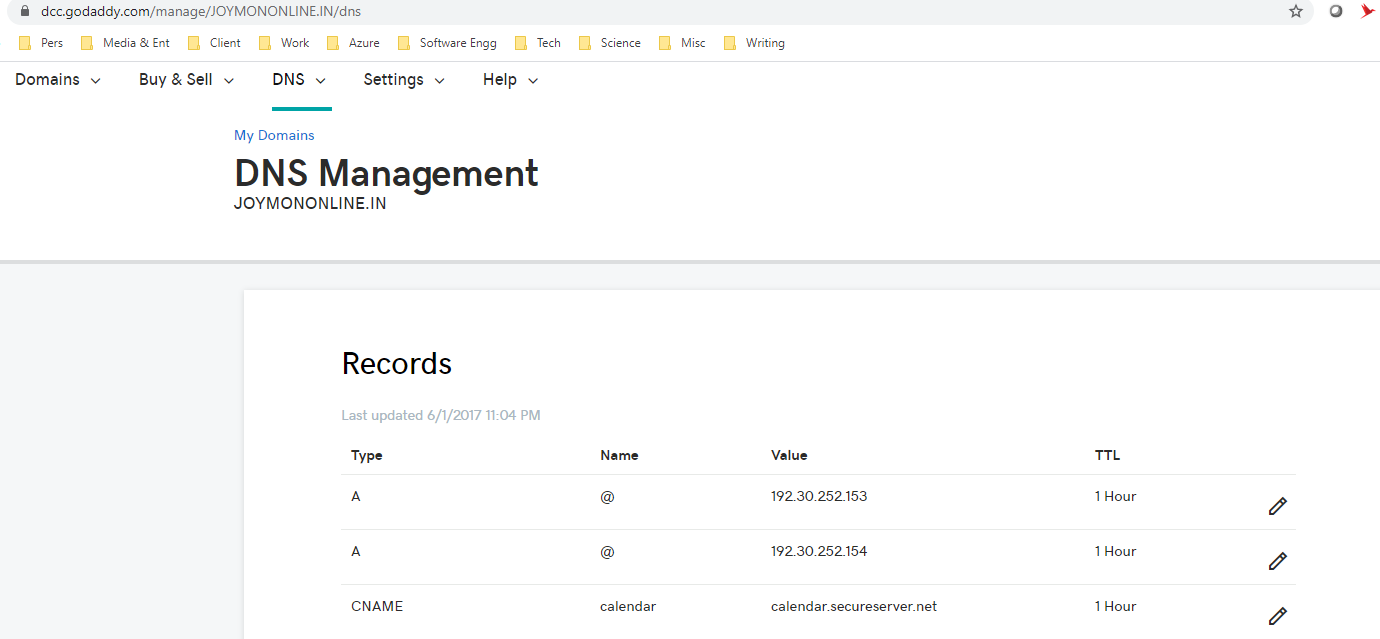 dcc.godaddy.com/manage/JOYMONONLINE.IN/dns
Pers Media & Ent Client Work Azure Software Engg Tech Science Misc Writing
Domains Buy & Sell DNS Settings Help
My Domains
DNS Management
JOYMONONLINE.IN
Records
Last updated 6/1/2017 11:04 PM
Type Name Value TTL
A @ 192.30.252.153 1 Hour
A @ 192.30.252.154 1 Hour
CNAME calendar calendar.secureserver.net 1 Hour